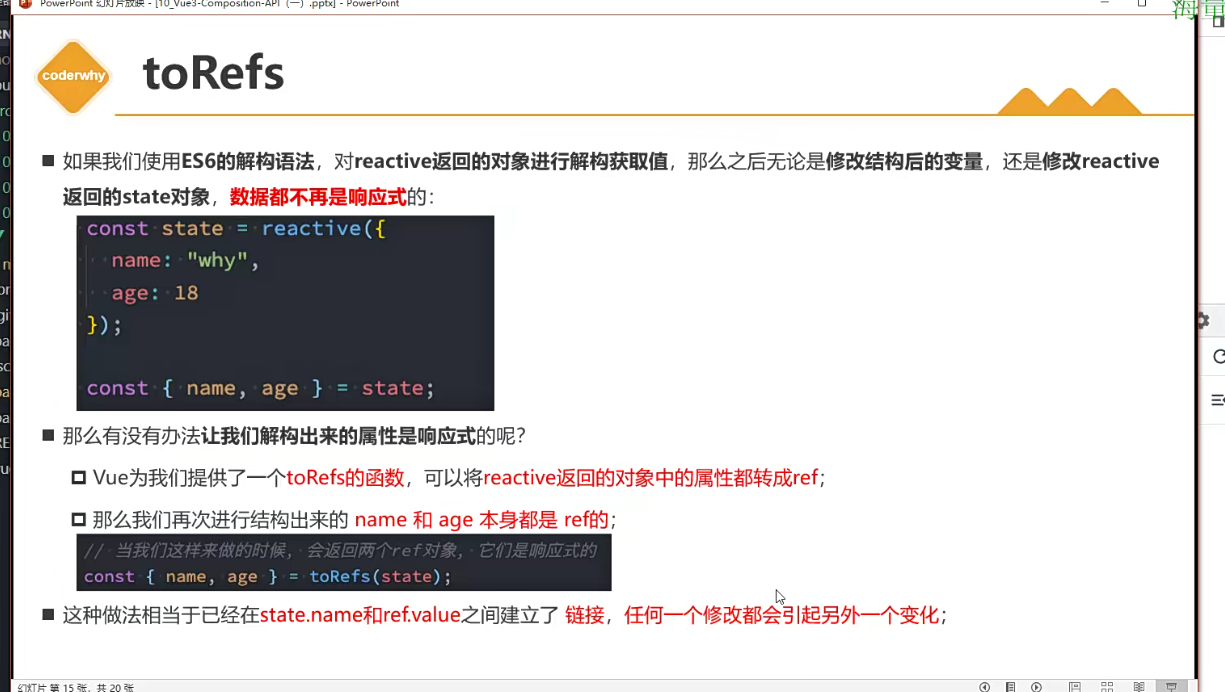 PowerPoint 幻灯片放映 - [10_Vue3-Composition-API（一）.pptx] - PowerPoint
海量
coderwhy
toRefs
如果我们使用ES6的解构语法，对reactive返回的对象进行解构获取值，那么之后无论是修改结构后的变量，还是修改reactive
返回的state对象，数据都不再是响应式的：
const state = reactive({
name: "why",
age: 18
});
const { name, age } = state;
那么有没有办法让我们解构出来的属性是响应式的呢？
Vue为我们提供了一个toRefs的函数，可以将reactive返回的对象中的属性都转成ref；
那么我们再次进行结构出来的 name 和 age 本身都是 ref的；
// 当我们这样来做的时候, 会返回两个ref对象, 它们是响应式的
const { name, age } = toRefs(state);
这种做法相当于已经在state.name和ref.value之间建立了 链接，任何一个修改都会引起另外一个变化；
幻灯片 第 15 张，共 20 张